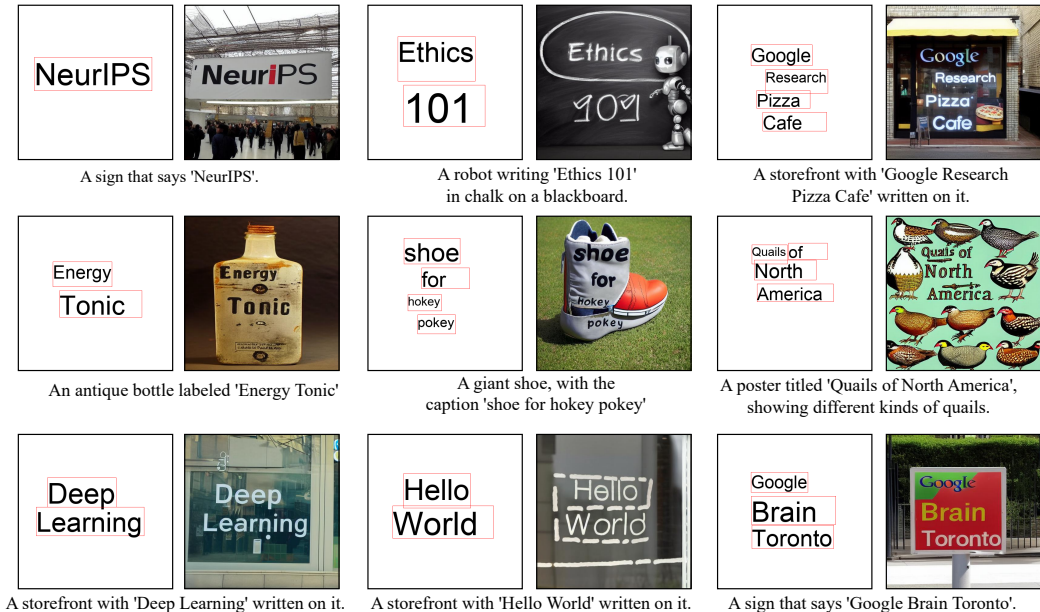 NeurIPS
'NeuriPS
A sign that says 'NeurIPS'.
Ethics
101
Ethics
101
A robot writing 'Ethics 101'
in chalk on a blackboard.
Google
Research
Pizza
Cafe
Google
Research
Pizza
Cafe
A storefront with 'Google Research
Pizza Cafe' written on it.
Energy
Tonic
Energy
Tonic
An antique bottle labeled 'Energy Tonic'
shoe
for
hokey
pokey
shoe
for
Hokey
pokey
A giant shoe, with the
caption 'shoe for hokey pokey'
Quails of
North
America
Quails of
North
America
A poster titled 'Quails of North America',
showing different kinds of quails.
Deep
Learning
Deep
Learning
A storefront with 'Deep Learning' written on it.
Hello
World
Hello
World
A storefront with 'Hello World' written on it.
Google
Brain
Toronto
Google
Brain
Toronto
A sign that says 'Google Brain Toronto'.